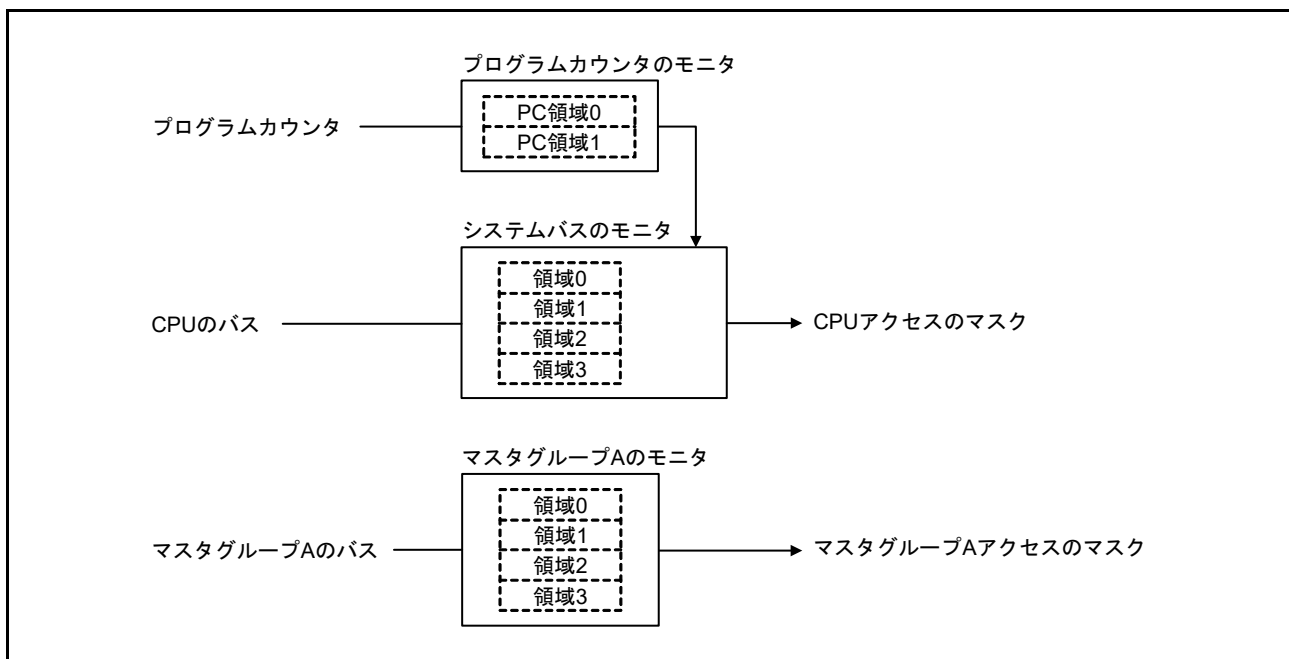 プログラムカウンタのモニタ
プログラムカウンタ
PC領域0
PC領域1
システムバスのモニタ
CPUのバス
領域0
領域1
領域2
領域3
CPUアクセスのマスク
マスタグループAのモニタ
マスタグループAのバス
領域0
領域1
領域2
領域3
マスタグループAアクセスのマスク